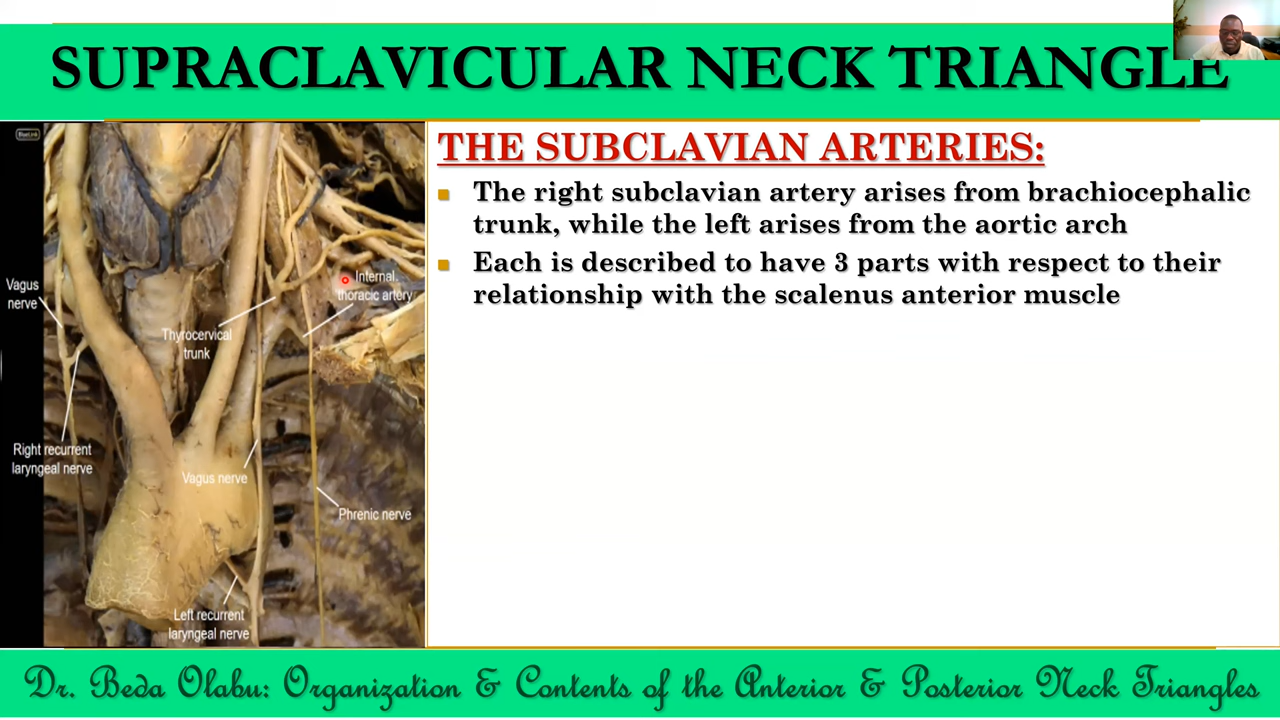 SUPRACLAVICULAR NECK TRIANGLE
BlueLink
THE SUBCLAVIAN ARTERIES:
The right subclavian artery arises from brachiocephalic
trunk, while the left arises from the aortic arch
Each is described to have 3 parts with respect to their
relationship with the scalenus anterior muscle
Internal
thoracic artery
Vagus
nerve
Thyrocervical
trunk
Right recurrent
laryngeal nerve
Vagus nerve
Phrenic nerve
Left recurrent
laryngeal nerve
Dr. Beda Olabu: Organization & Contents of the Anterior & Posterior Neck Triangles